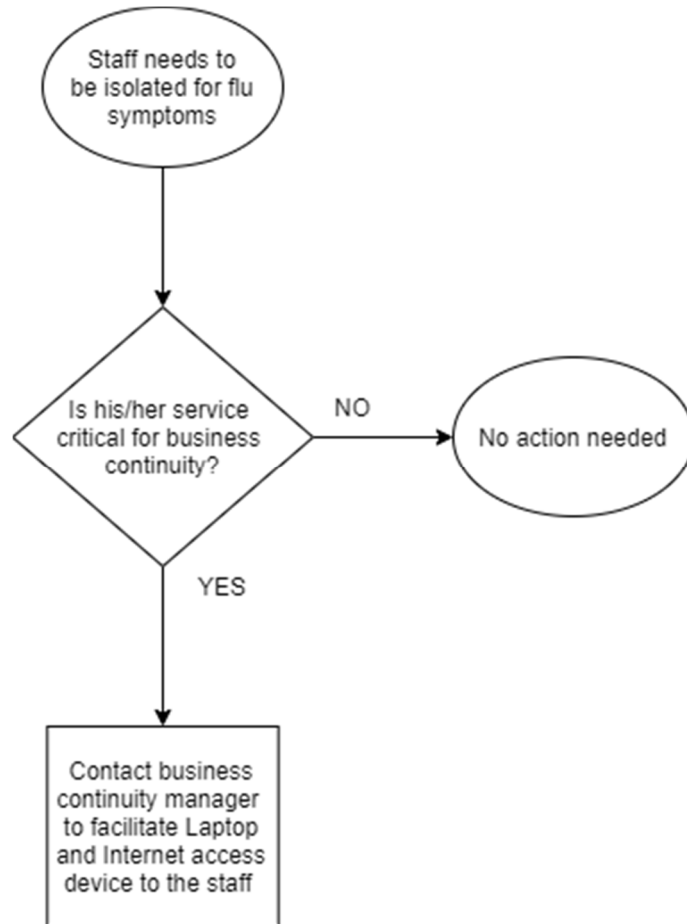 Staff needs to
be isolated for flu
symptoms
Is his/her service
critical for business
continuity?
NO
No action needed
YES
Contact business
continuity manager
to facilitate Laptop
and Internet access
device to the staff